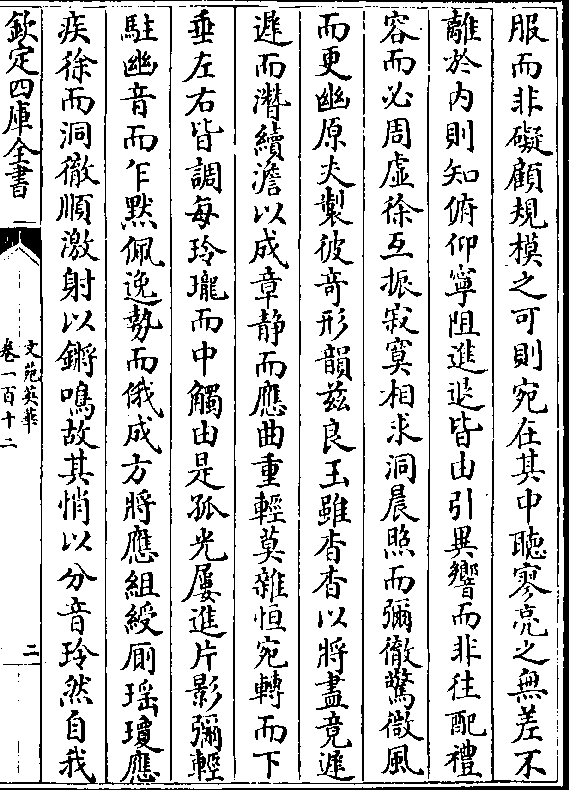 服而非礙顧規模之可則宛在其中聽寥亮之無差不
離於内則知俯仰寧阻進退皆由引異響而非往配禮
容而必周虛徐互振寂寞相求洞晨照而彌徹驚微風
而更幽原夫製彼奇形韻兹良玉雖杳杳以將盡竟遲
遲而潛續澹以成章静而應曲重輕莫雜恒宛轉而下
垂左右皆調每玲瓏而中觸由是孤光屢進片影彌輕
駐幽音而乍黙佩逸勢而俄成方將應組綬厠瑶瓊應
疾徐而洞徹順激射以鏘鳴故其悄以分音玲然自我
欽定四庫全書
文苑英華
卷一百十二
二